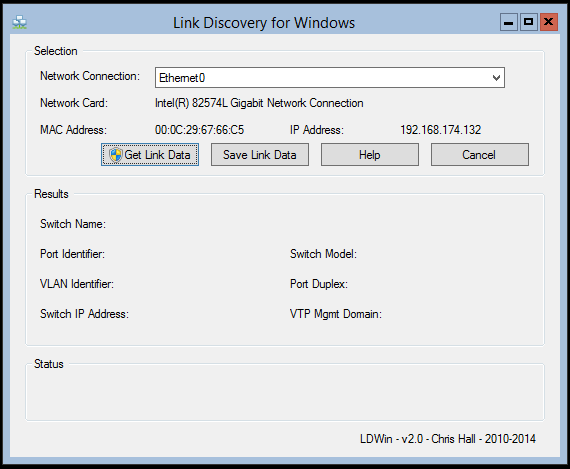 Link Discovery for Windows
Selection
Network Connection: Ethernet0
Network Card: Intel(R) 82574L Gigabit Network Connection
MAC Address: 00:0C:29:67:66:C5 IP Address: 192.168.174.132
Get Link Data Save Link Data Help Cancel
Results
Switch Name:
Port Identifier: Switch Model:
VLAN Identifier: Port Duplex:
Switch IP Address: VTP Mgmt Domain:
Status
LDWin - v2.0 - Chris Hall - 2010-2014